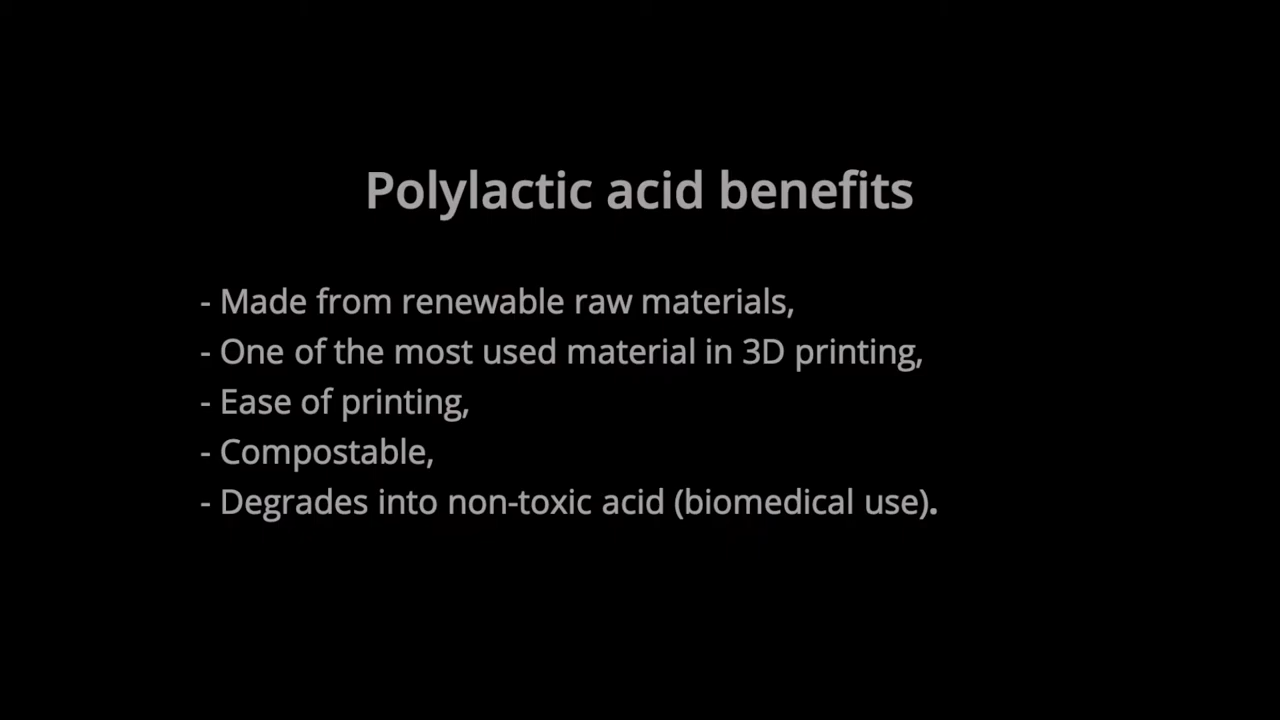 Polylactic acid benefits
- Made from renewable raw materials,
- One of the most used material in 3D printing,
- Ease of printing,
- Compostable,
- Degrades into non-toxic acid (biomedical use).